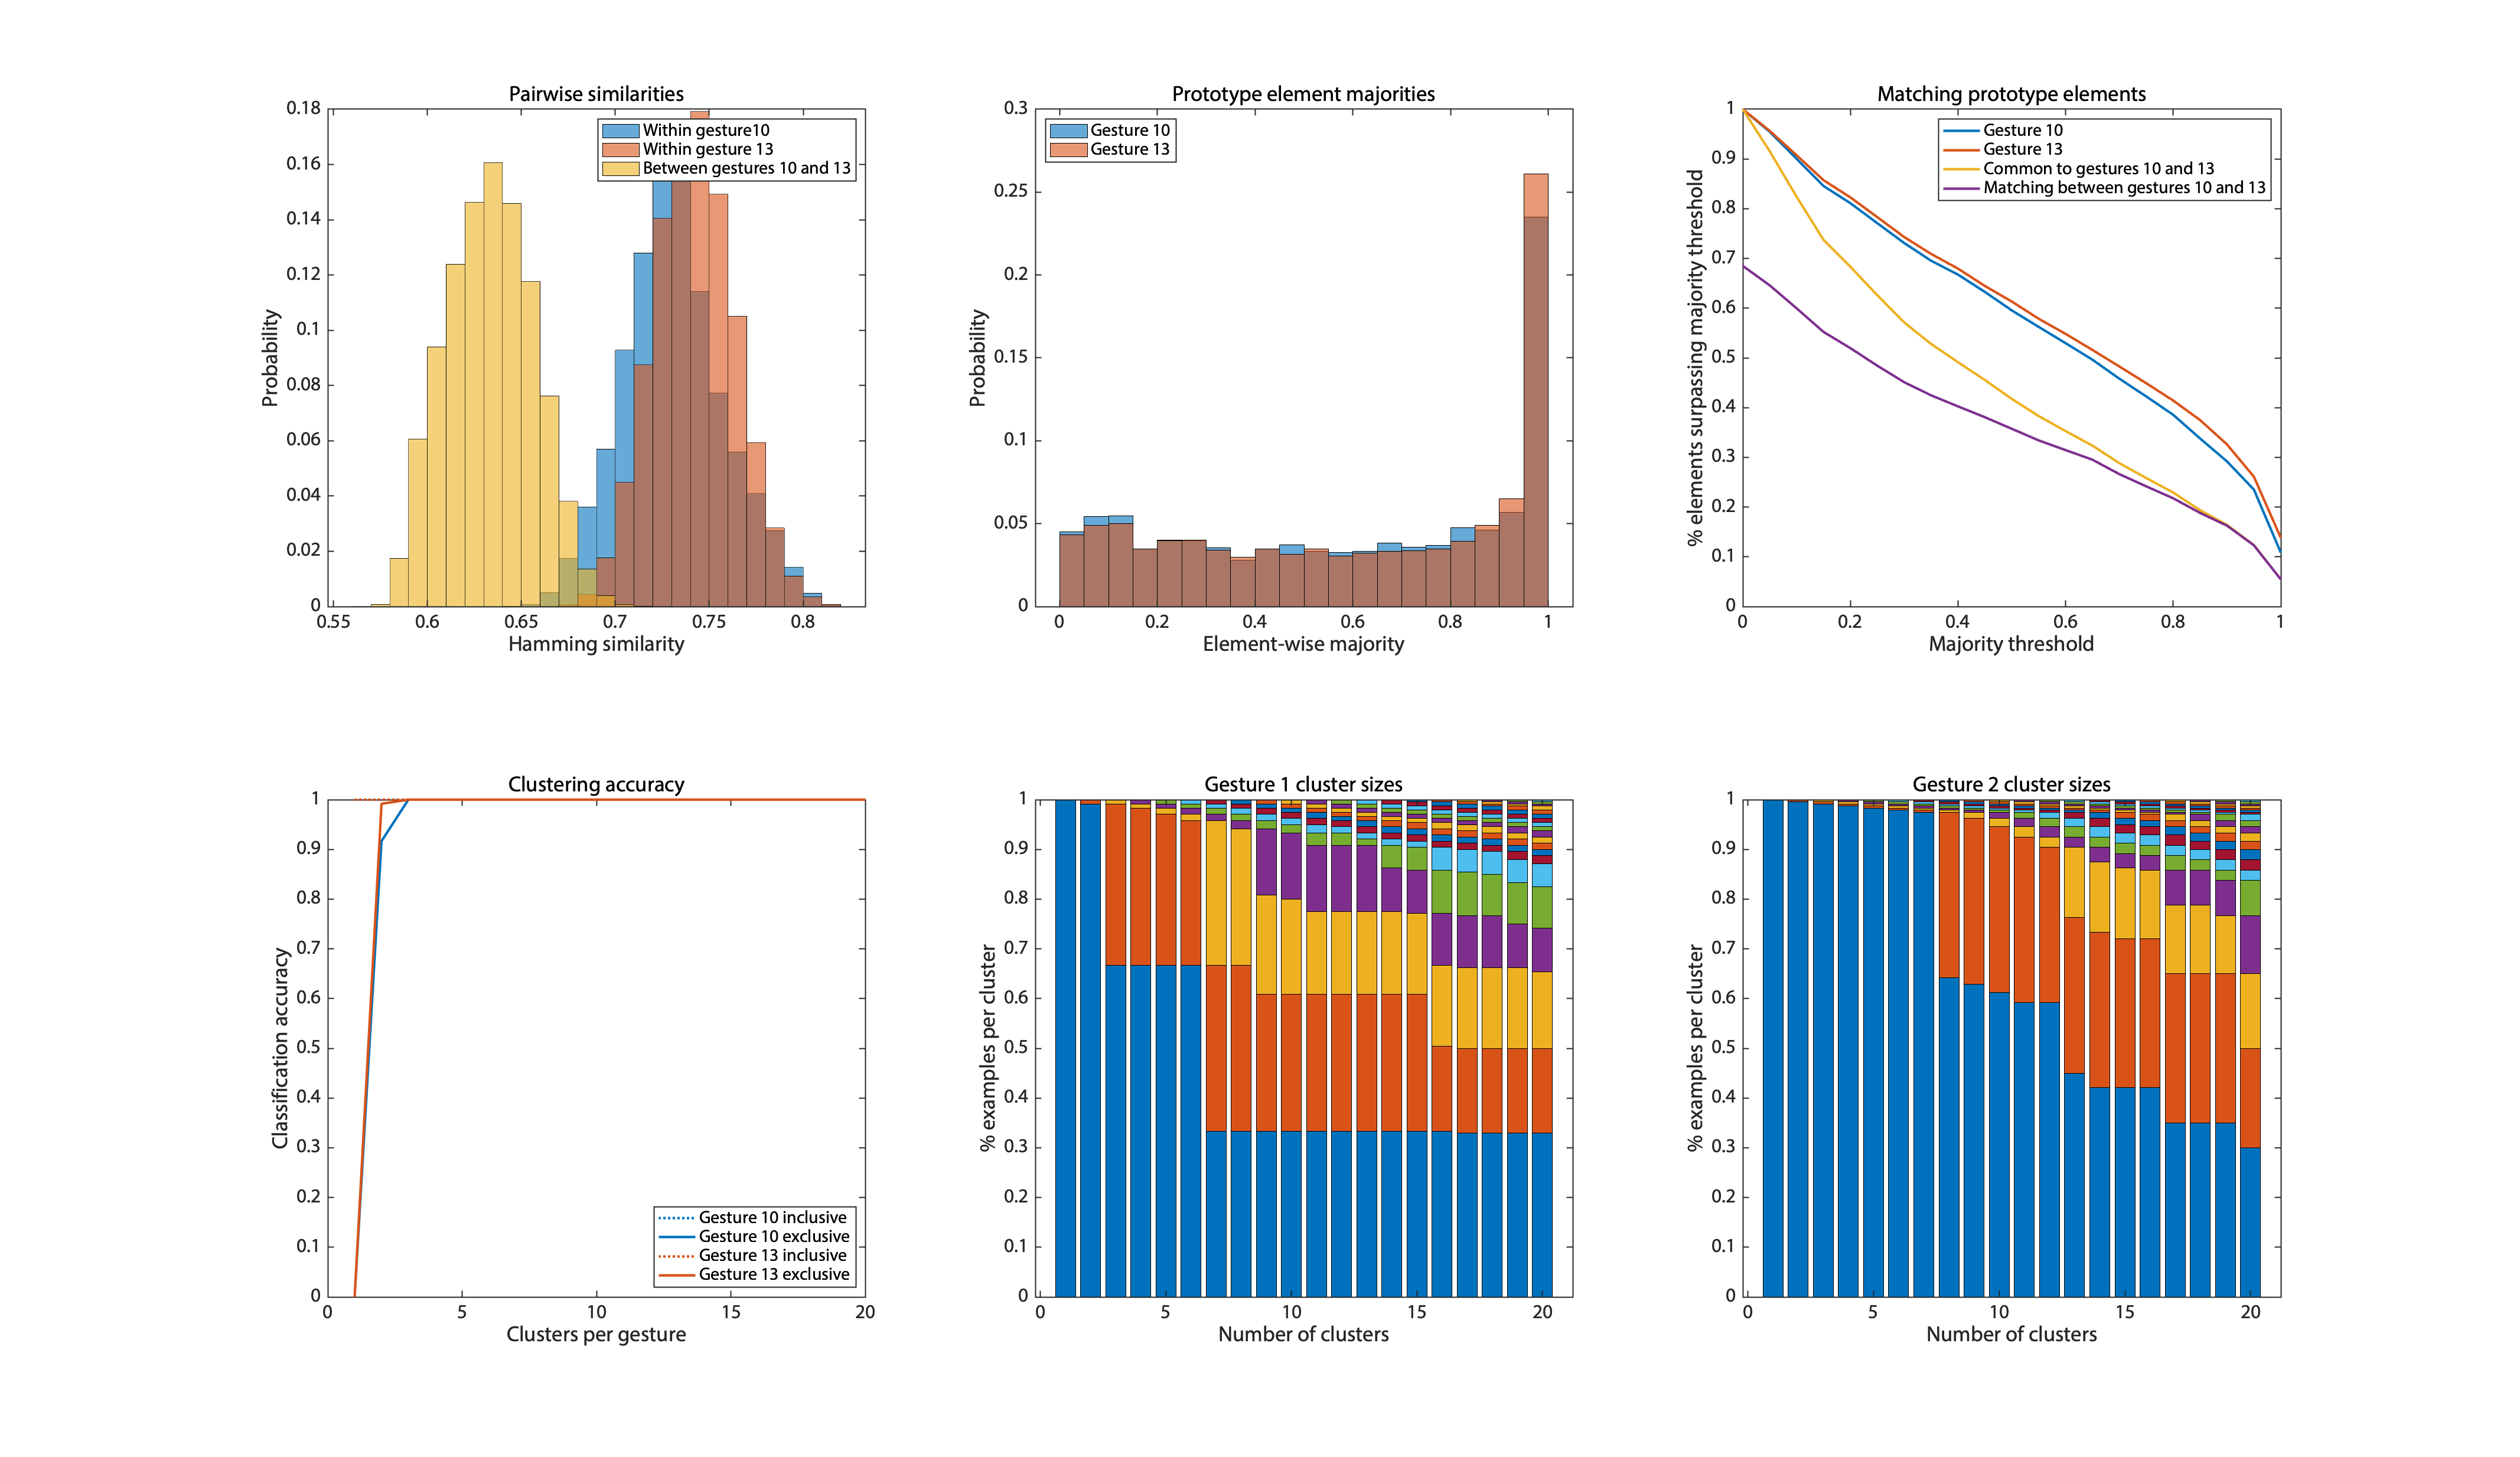 Pairwise similarities
0.18
0.16
0.14
0.12
0.1
0.08
0.06
0.04
0.02
0
Probability
Within gesture10
Within gesture 13
Between gestures 10 and 13
0.55 0.6 0.65 0.7 0.75 0.8
Hamming similarity
Prototype element majorities
0.3
0.25
0.2
0.15
0.1
0.05
0
Probability
Gesture 10
Gesture 13
0 0.2 0.4 0.6 0.8 1
Element-wise majority
Matching prototype elements
1
0.9
0.8
0.7
0.6
0.5
0.4
0.3
0.2
0.1
0
% elements surpassing majority threshold
Gesture 10
Gesture 13
Common to gestures 10 and 13
Matching between gestures 10 and 13
0 0.2 0.4 0.6 0.8 1
Majority threshold
Clustering accuracy
1
0.9
0.8
0.7
0.6
0.5
0.4
0.3
0.2
0.1
0
Classification accuracy
Gesture 10 inclusive
Gesture 10 exclusive
Gesture 13 inclusive
Gesture 13 exclusive
0 5 10 15 20
Clusters per gesture
Gesture 1 cluster sizes
1
0.9
0.8
0.7
0.6
0.5
0.4
0.3
0.2
0.1
0
% examples per cluster
0 5 10 15 20
Number of clusters
Gesture 2 cluster sizes
1
0.9
0.8
0.7
0.6
0.5
0.4
0.3
0.2
0.1
0
% examples per cluster
0 5 10 15 20
Number of clusters